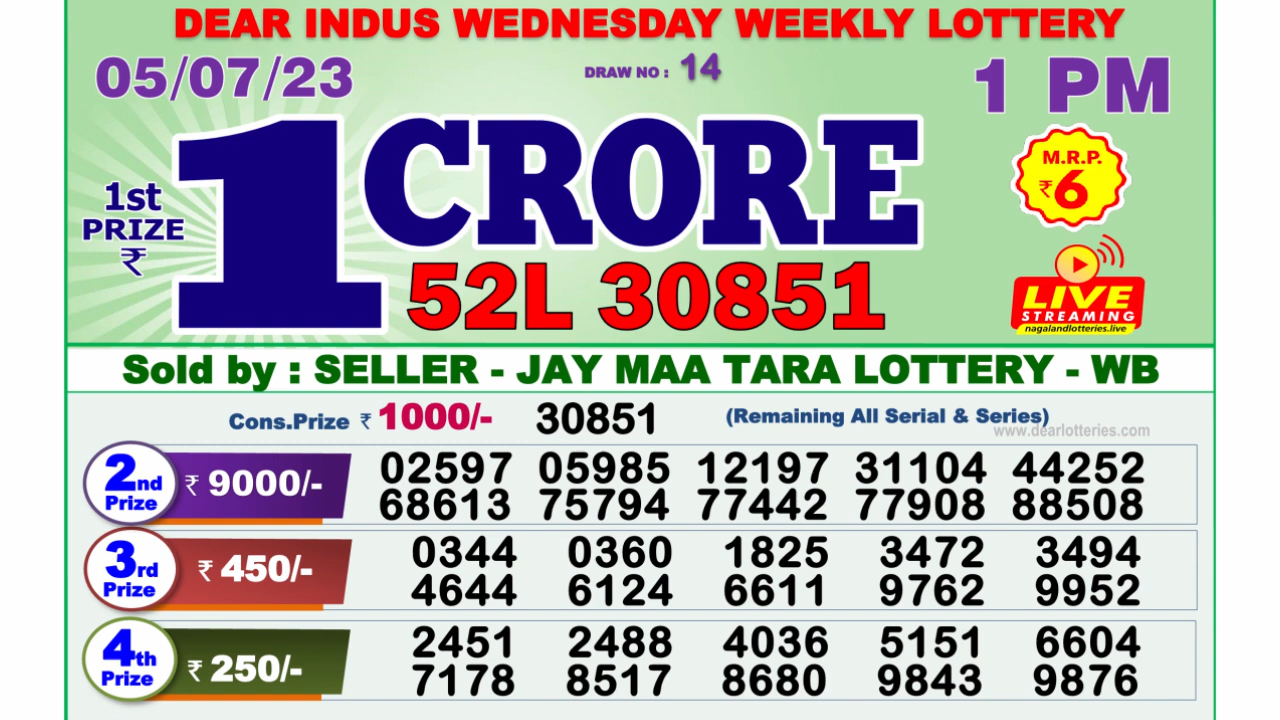 DEAR INDUS WEDNESDAY WEEKLY LOTTERY
05/07/23 DRAW NO : 14 1 PM
1st PRIZE ₹ 1 CRORE
M.R.P. ₹6
52L 30851
LIVE STREAMING
nagalandlotteries.live
Sold by : SELLER - JAY MAA TARA LOTTERY - WB
Cons.Prize ₹ 1000/- 30851 (Remaining All Serial & Series)
www.dearlotteries.com
2nd Prize ₹ 9000/-
02597 05985 12197 31104 44252
68613 75794 77442 77908 88508
3rd Prize ₹ 450/-
0344 0360 1825 3472 3494
4644 6124 6611 9762 9952
4th Prize ₹ 250/-
2451 2488 4036 5151 6604
7178 8517 8680 9843 9876